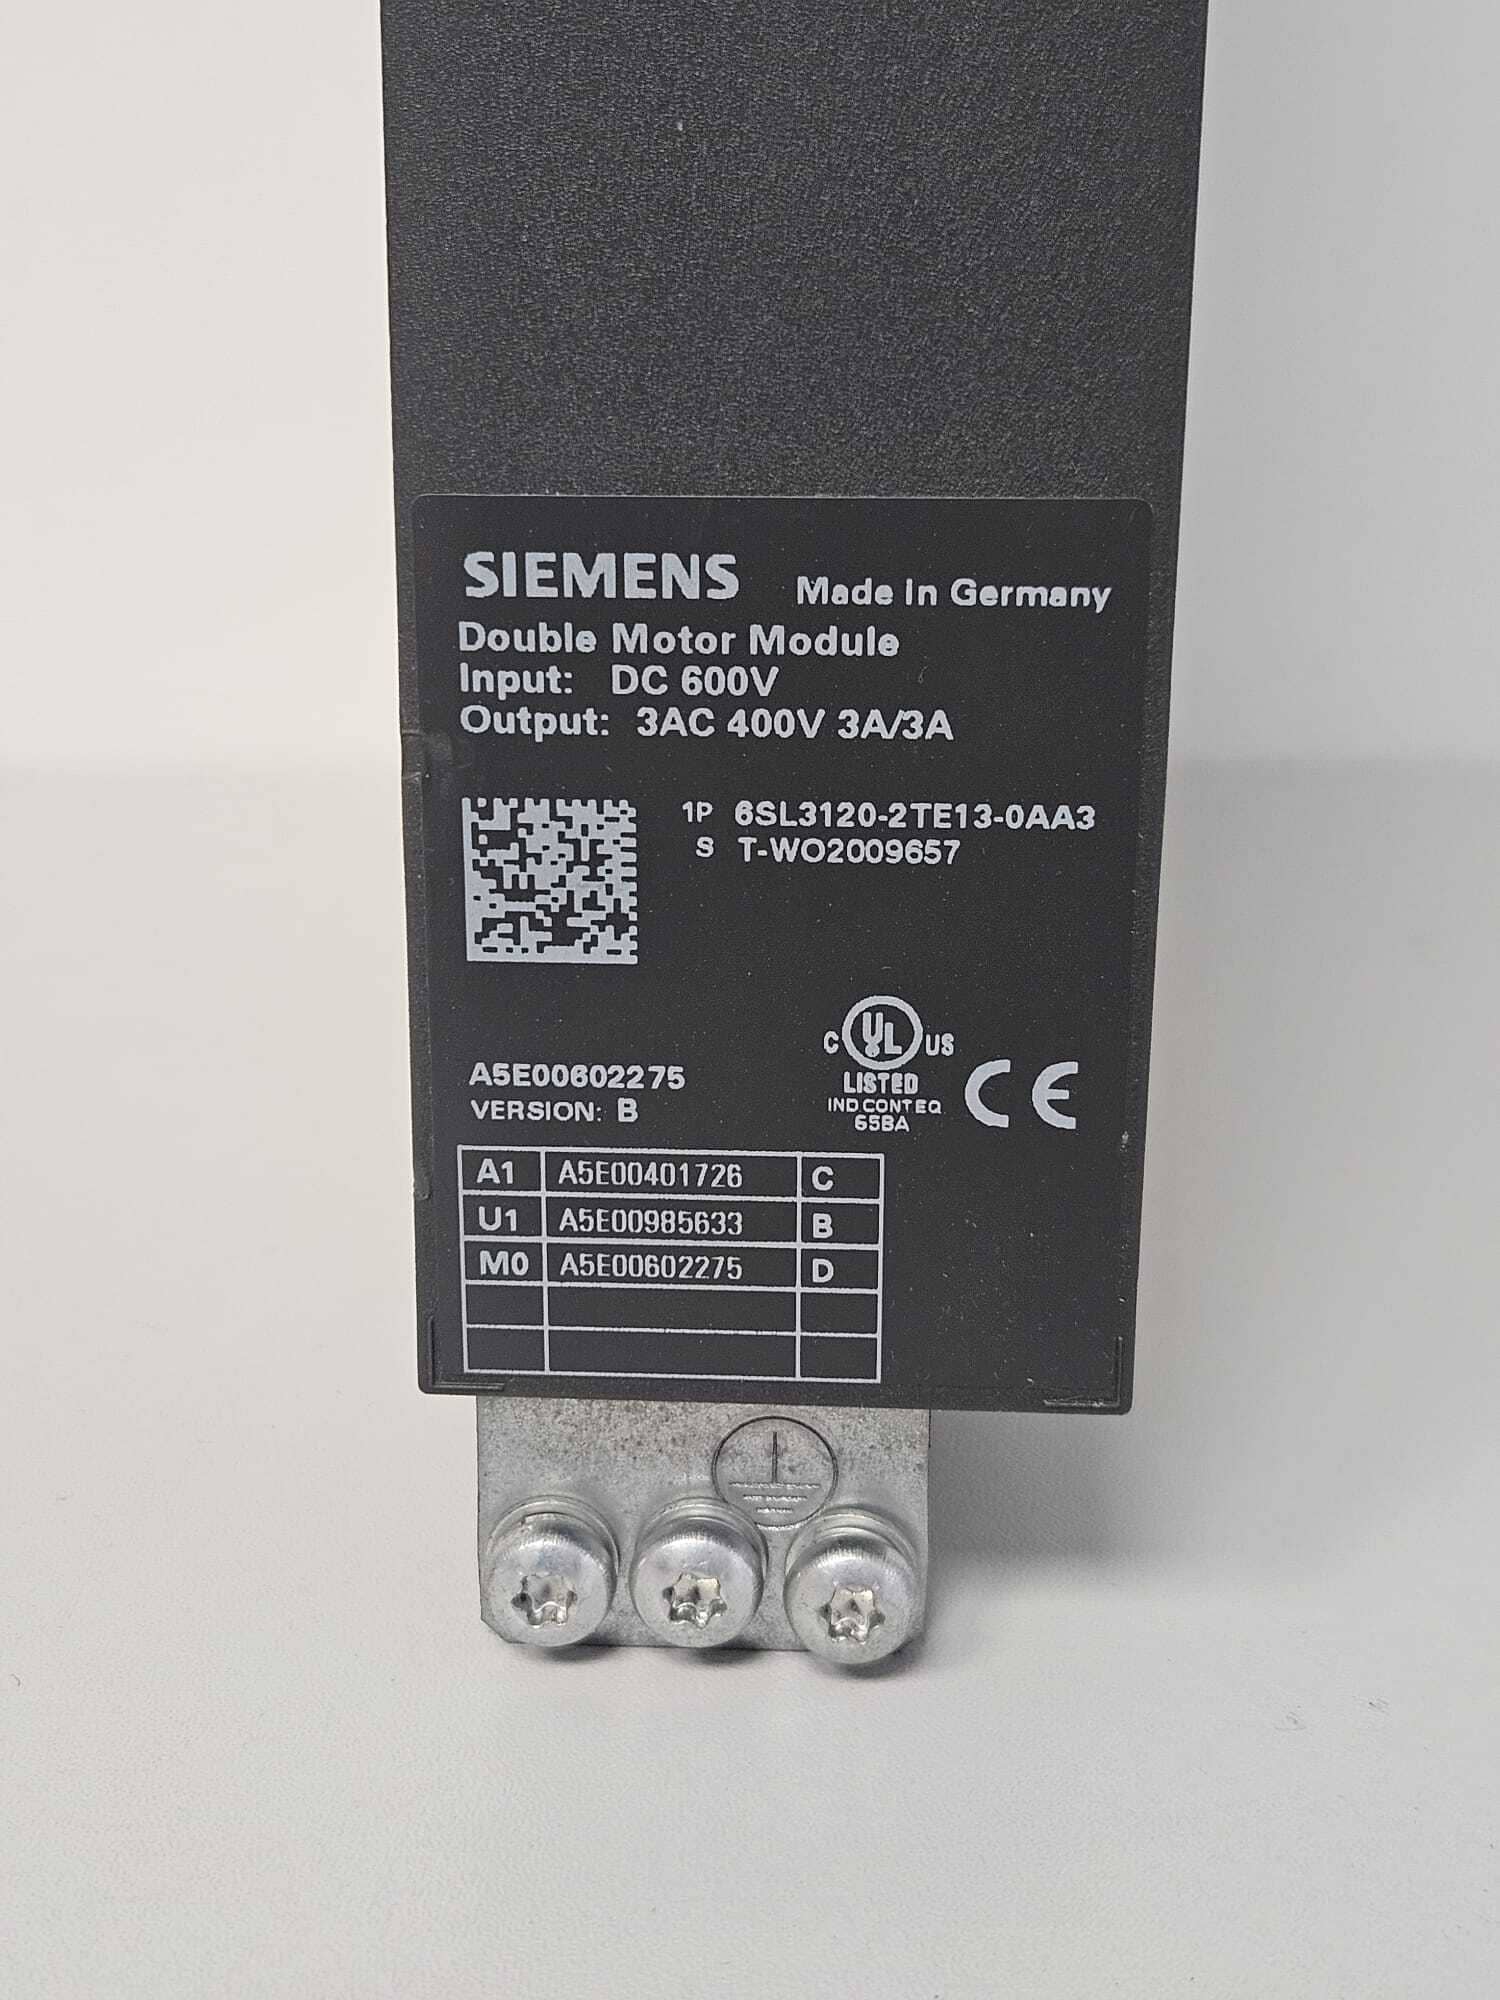 SIEMENS Made In Germany
Double Motor Module
Input: DC 600V
Output: 3AC 400V 3A/3A
1P 6SL3120-2TE13-0AA3
S T-WO2009657
C UL US
LISTED
IND CONT EQ
65BA
CE
A5E00602275
VERSION: B
A1 A5E00401726 C
U1 A5E00985633 B
M0 A5E00602275 D